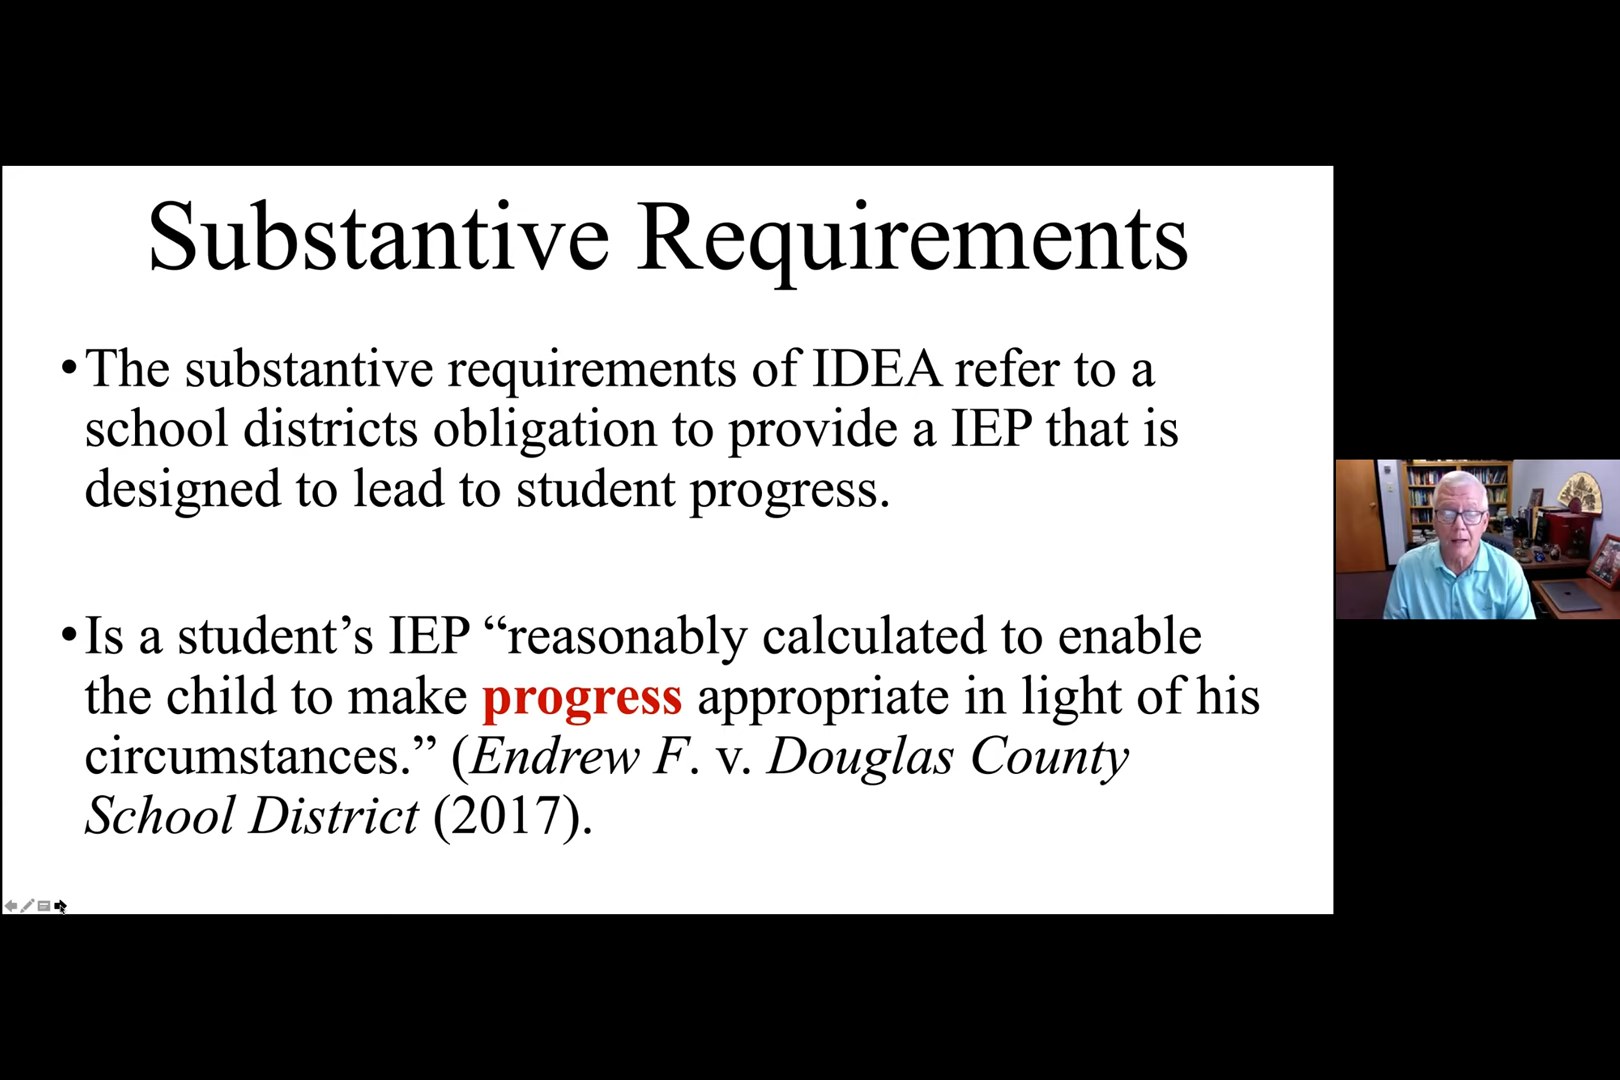 Substantive Requirements
•The substantive requirements of IDEA refer to a
school districts obligation to provide a IEP that is
designed to lead to student progress.
•Is a student’s IEP “reasonably calculated to enable
the child to make progress appropriate in light of his
circumstances.” (Endrew F. v. Douglas County
School District (2017).